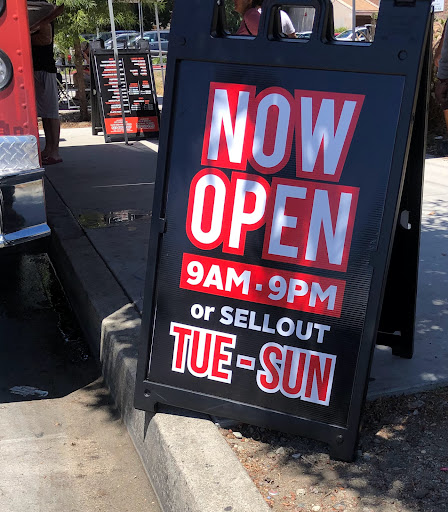 NOW
OPEN
9AM - 9PM
or SELLOUT
TUE - SUN